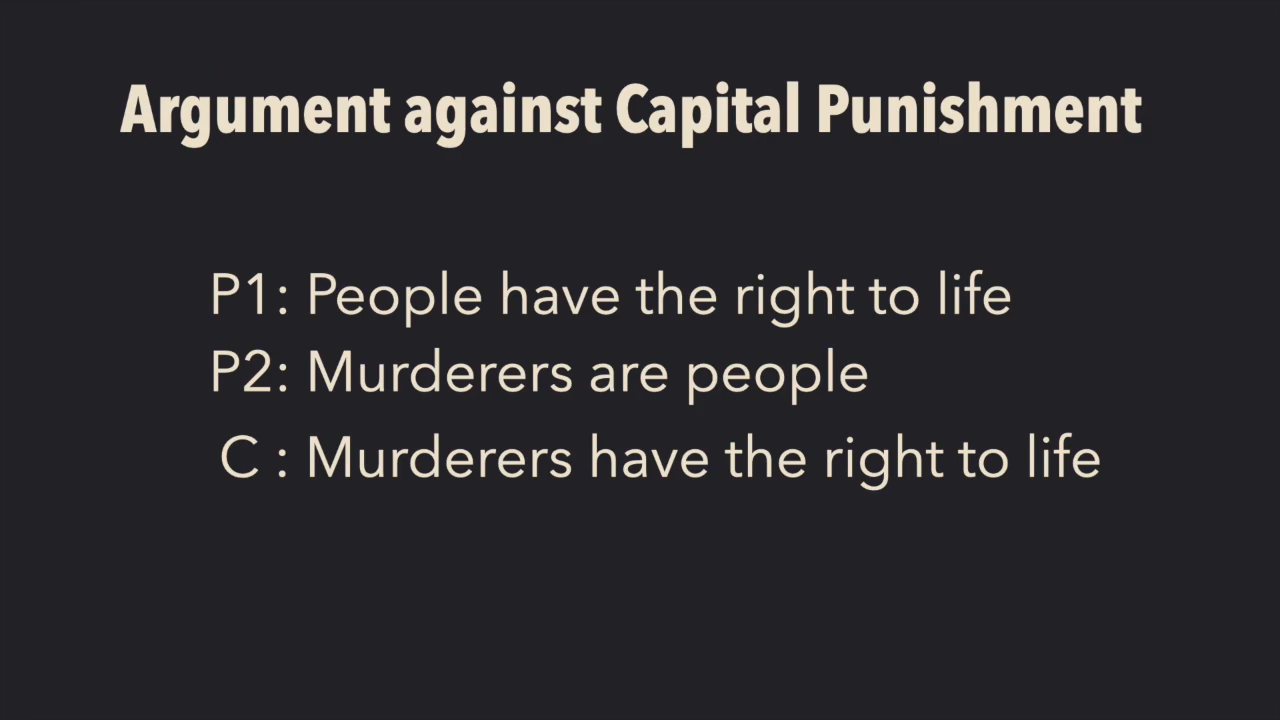 Argument against Capital Punishment
P1: People have the right to life
P2: Murderers are people
C : Murderers have the right to life